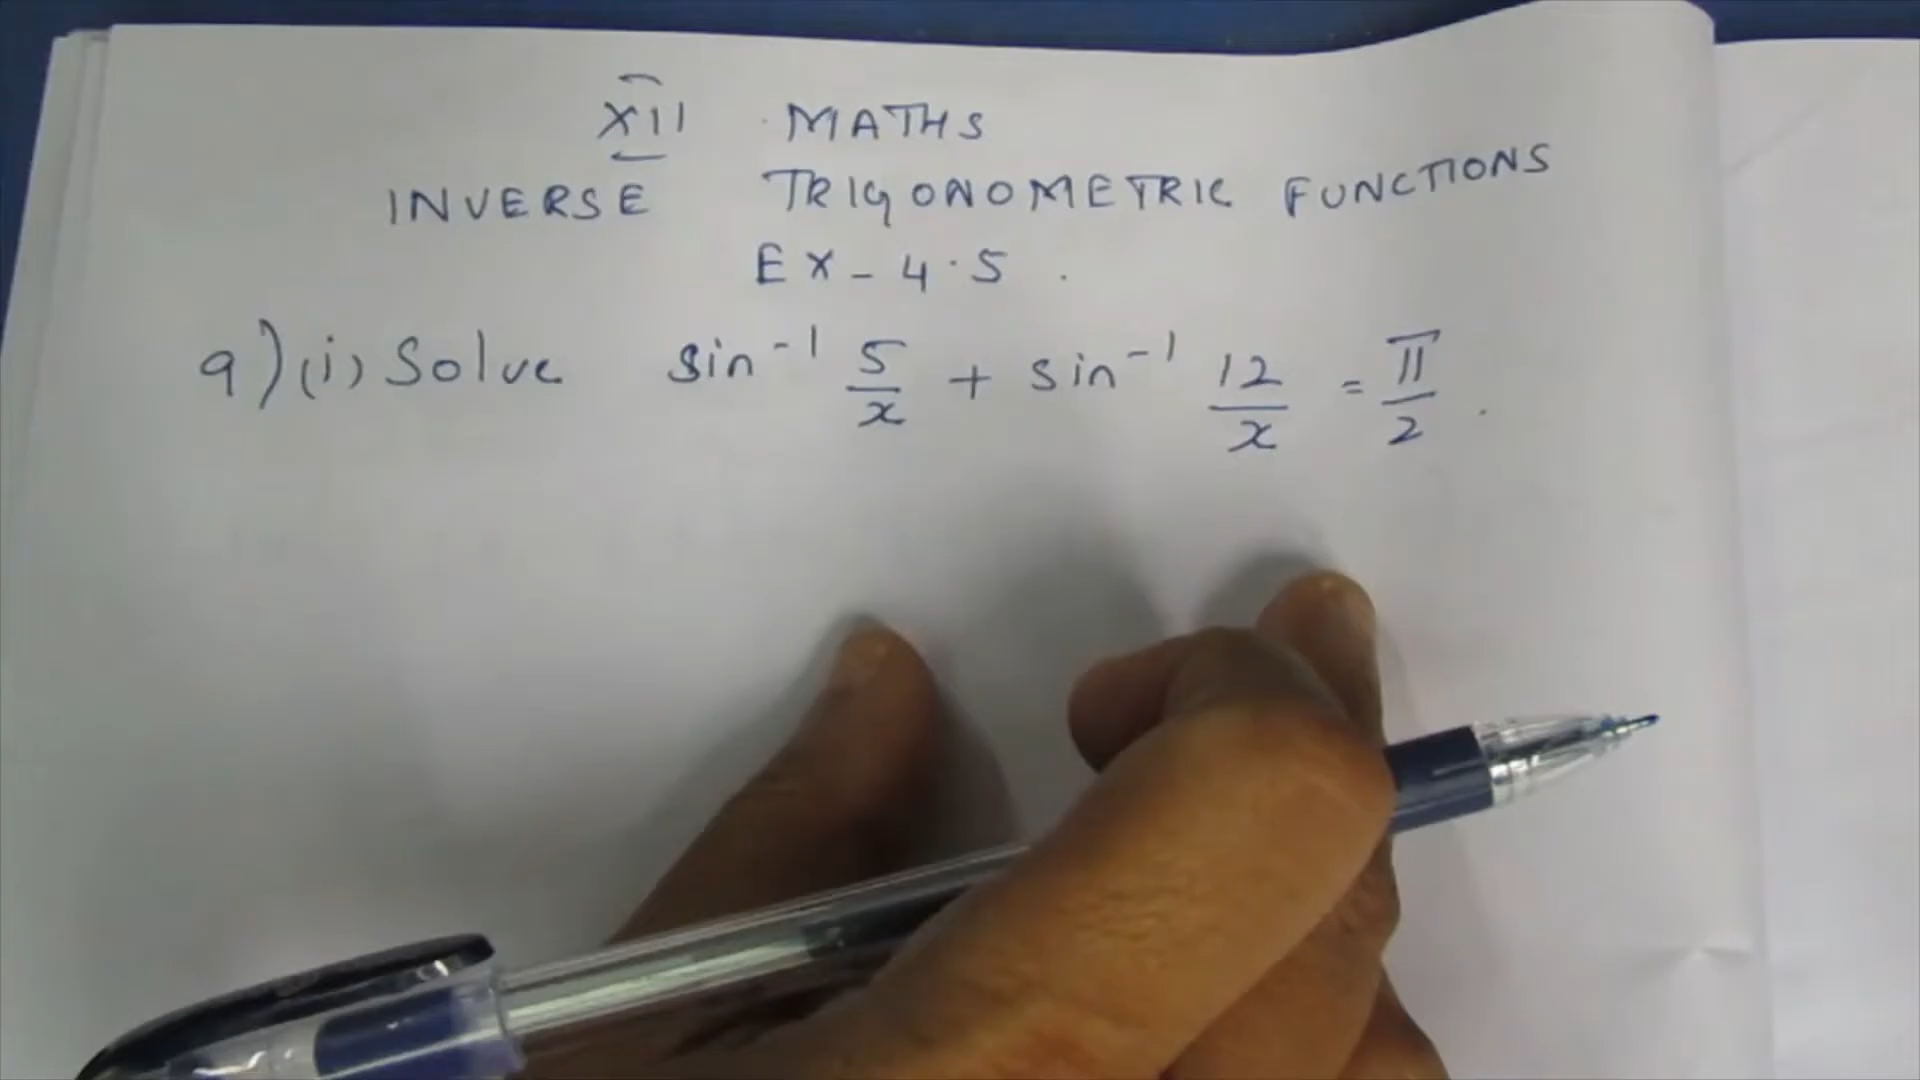 XII MATHS
INVERSE TRIGONOMETRIC FUNCTIONS
EX - 4.5.
9) (i) Solve sin⁻¹ 5/x + sin⁻¹ 12/x = π/2.